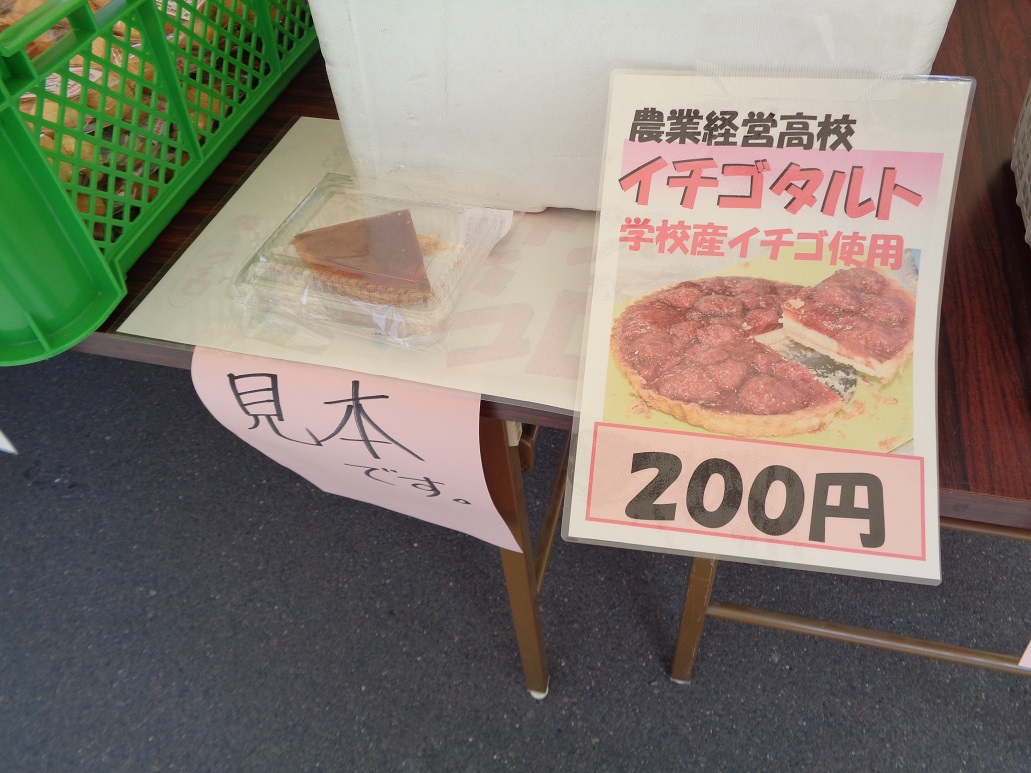 農業経営高校
イチゴタルト
学校産イチゴ使用
200円
見本
です。